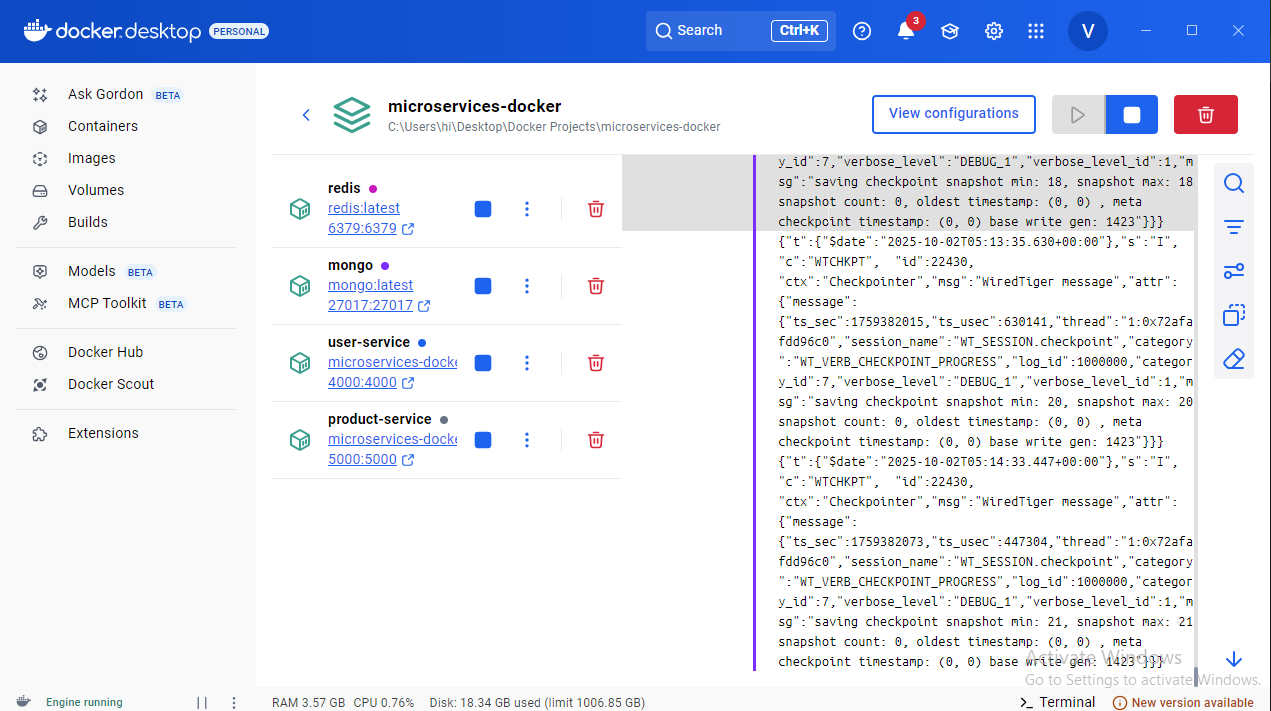 docker.desktop PERSONAL
Search Ctrl+K
3
V
Ask Gordon BETA
Containers
Images
Volumes
Builds
Models BETA
MCP Toolkit BETA
Docker Hub
Docker Scout
Extensions
microservices-docker
C:\Users\hi\Desktop\Docker Projects\microservices-docker
View configurations
redis
redis:latest
6379:6379
mongo
mongo:latest
27017:27017
user-service
microservices-docke
4000:4000
product-service
microservices-docke
5000:5000
y_id":7,"verbose_level":"DEBUG_1","verbose_level_id":1,"m
sg":"saving checkpoint snapshot min: 18, snapshot max: 18
snapshot count: 0, oldest timestamp: (0, 0) , meta
checkpoint timestamp: (0, 0) base write gen: 1423"}}}
{"t":{"$date":"2025-10-02T05:13:35.630+00:00"},"s":"I",
"c":"WTCHKPT",  "id":22430,
"ctx":"Checkpointer","msg":"WiredTiger message","attr":
{"message":
{"ts_sec":1759382015,"ts_usec":630141,"thread":"1:0x72afa
fdd96c0","session_name":"WT_SESSION.checkpoint","category
":"WT_VERB_CHECKPOINT_PROGRESS","log_id":1000000,"categor
y_id":7,"verbose_level":"DEBUG_1","verbose_level_id":1,"m
sg":"saving checkpoint snapshot min: 20, snapshot max: 20
snapshot count: 0, oldest timestamp: (0, 0) , meta
checkpoint timestamp: (0, 0) base write gen: 1423"}}}
{"t":{"$date":"2025-10-02T05:14:33.447+00:00"},"s":"I",
"c":"WTCHKPT",  "id":22430,
"ctx":"Checkpointer","msg":"WiredTiger message","attr":
{"message":
{"ts_sec":1759382073,"ts_usec":447304,"thread":"1:0x72afa
fdd96c0","session_name":"WT_SESSION.checkpoint","category
":"WT_VERB_CHECKPOINT_PROGRESS","log_id":1000000,"categor
y_id":7,"verbose_level":"DEBUG_1","verbose_level_id":1,"m
sg":"saving checkpoint snapshot min: 21, snapshot max: 21
snapshot count: 0, oldest timestamp: (0, 0) , meta
checkpoint timestamp: (0, 0) base write gen: 1423"}}}
Activate Windows
Go to Settings to activate Windows.
Engine running
RAM 3.57 GB CPU 0.76% Disk: 18.34 GB used (limit 1006.85 GB)
>_ Terminal
New version available